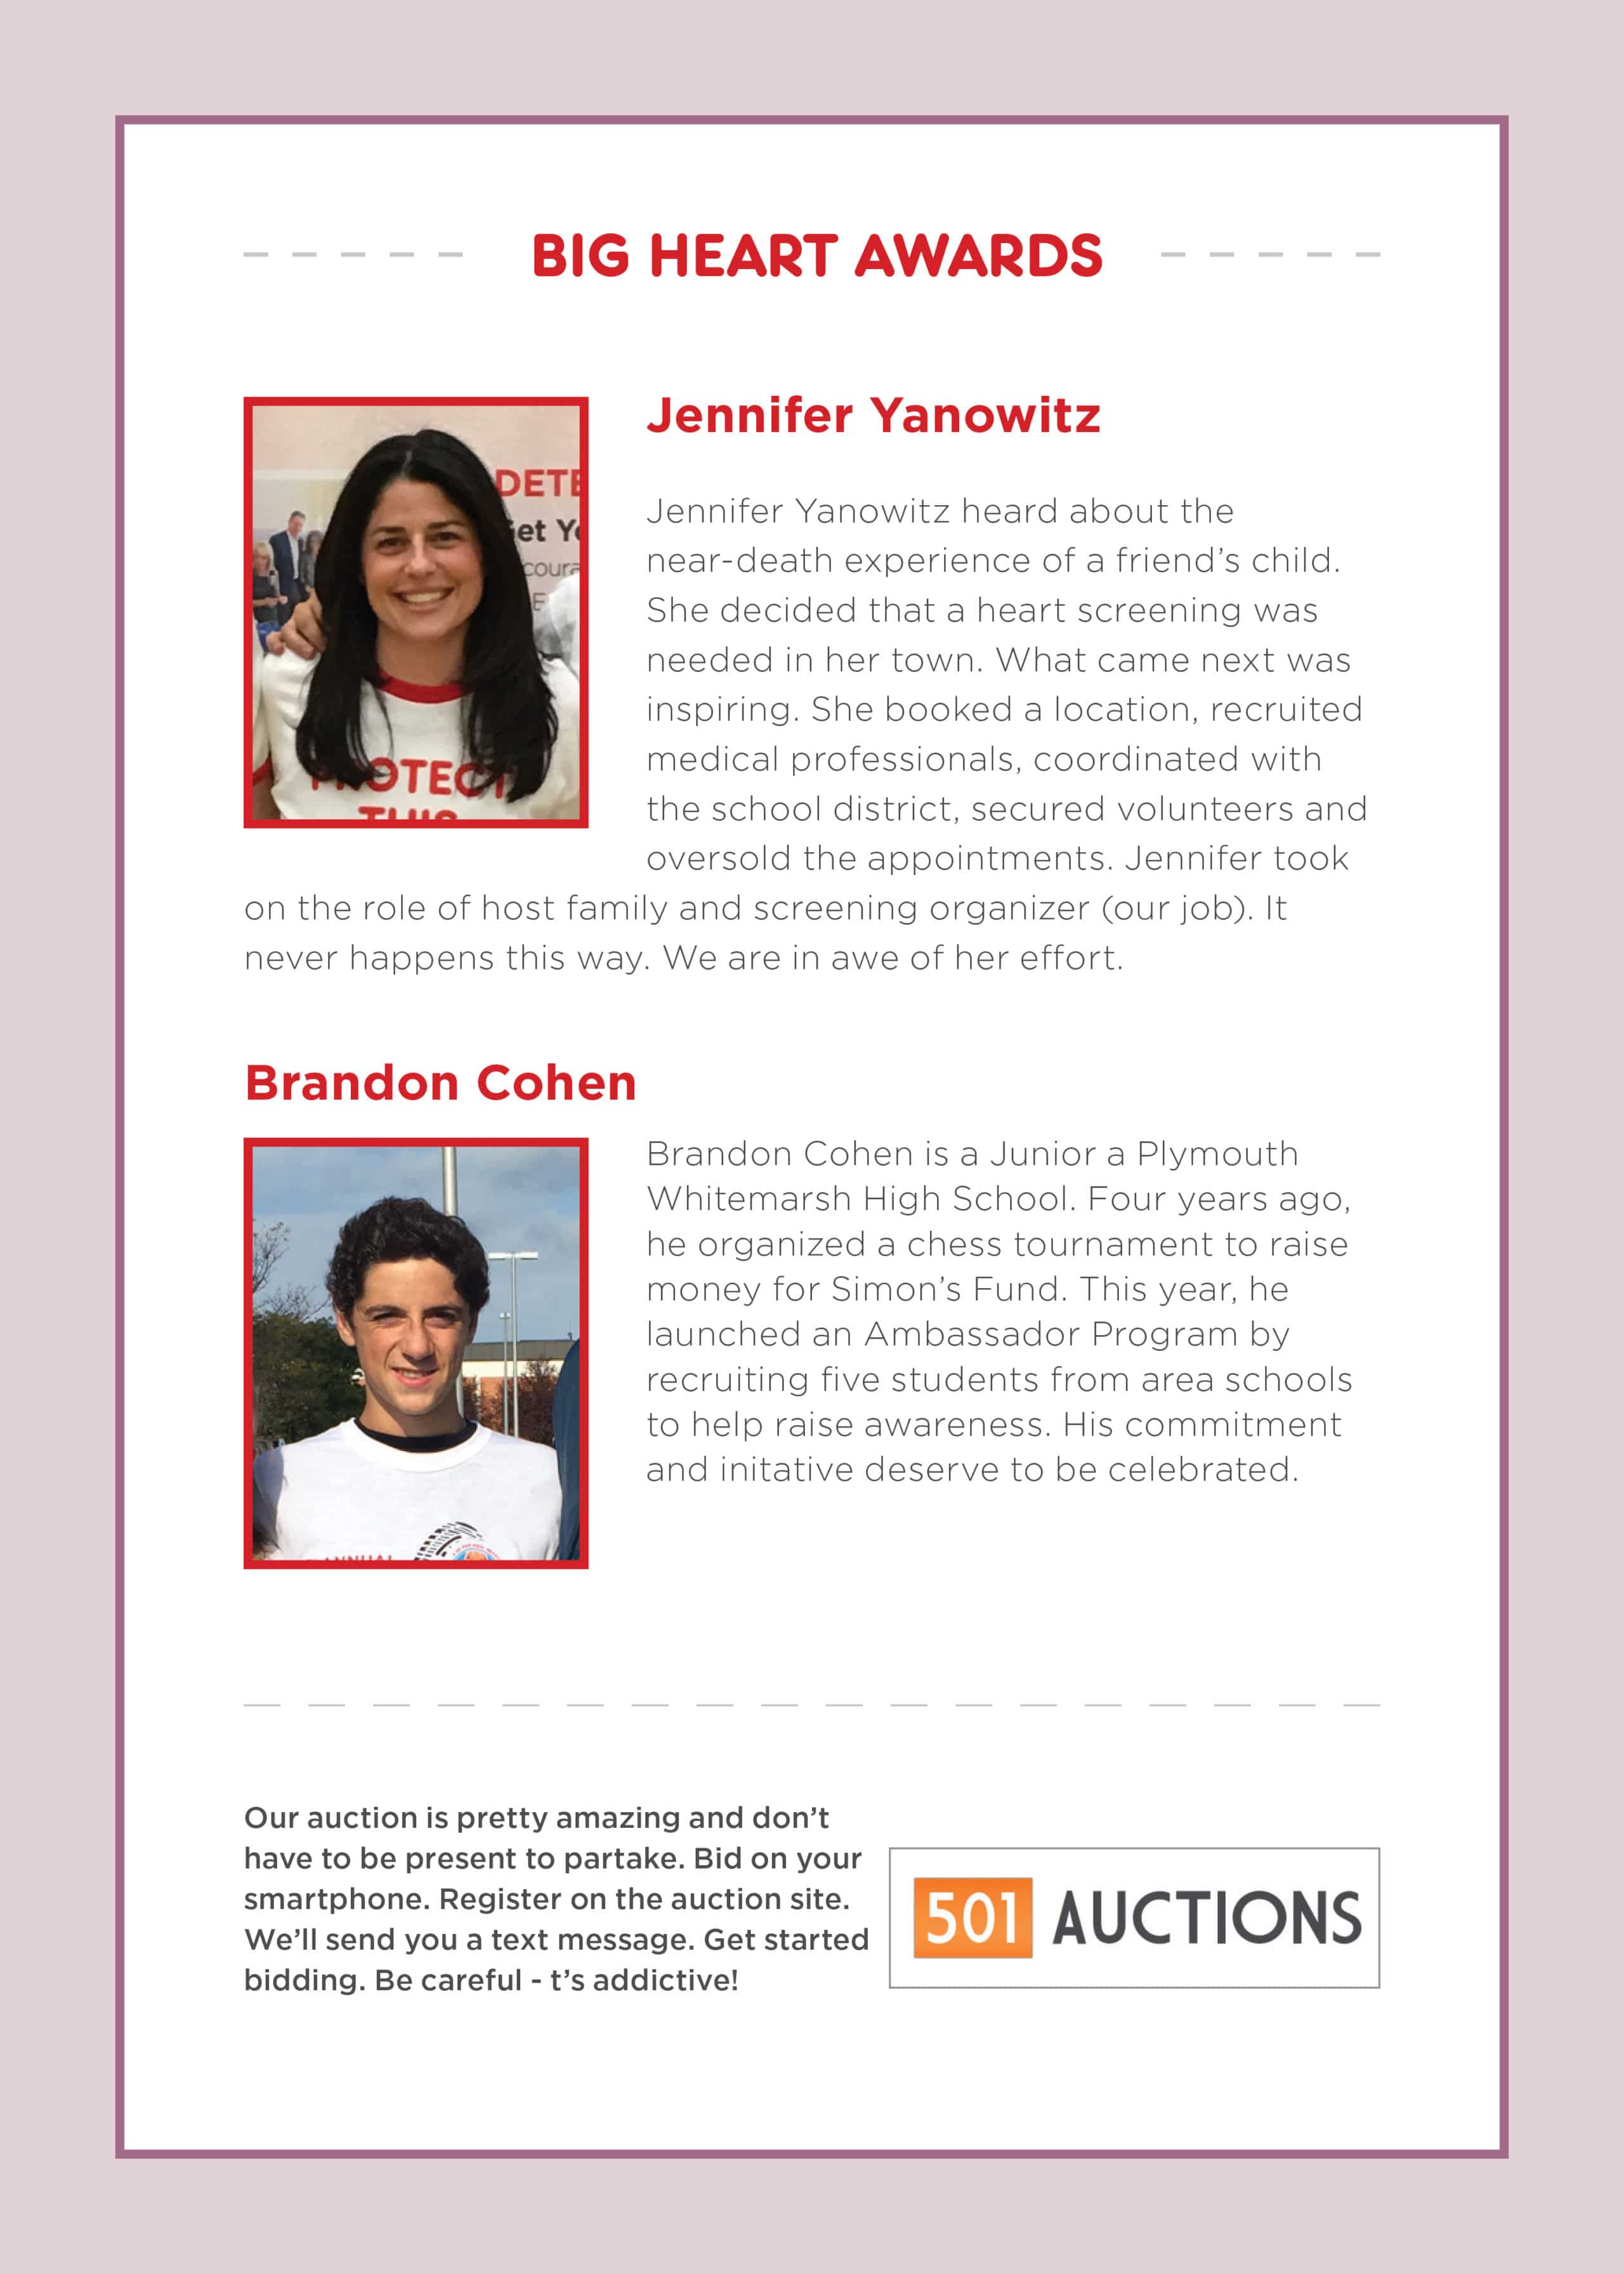 BIG HEART AWARDS
Jennifer Yanowitz
DETE
et Y
coura
Jennifer Yanowitz heard about the
near-death experience of a friend's child.
She decided that a heart screening was
needed in her town. What came next was
inspiring. She booked a location, recruited
medical professionals, coordinated with
the school district, secured volunteers and
oversold the appointments. Jennifer took
on the role of host family and screening organizer (our job). It
never happens this way. We are in awe of her effort.
PROTECT
THIS
Brandon Cohen
Brandon Cohen is a Junior a Plymouth
Whitemarsh High School. Four years ago,
he organized a chess tournament to raise
money for Simon's Fund. This year, he
launched an Ambassador Program by
recruiting five students from area schools
to help raise awareness. His commitment
and initative deserve to be celebrated.
ANNUAL
Our auction is pretty amazing and don't
have to be present to partake. Bid on your
smartphone. Register on the auction site.
We'll send you a text message. Get started
bidding. Be careful - t's addictive!
501 AUCTIONS